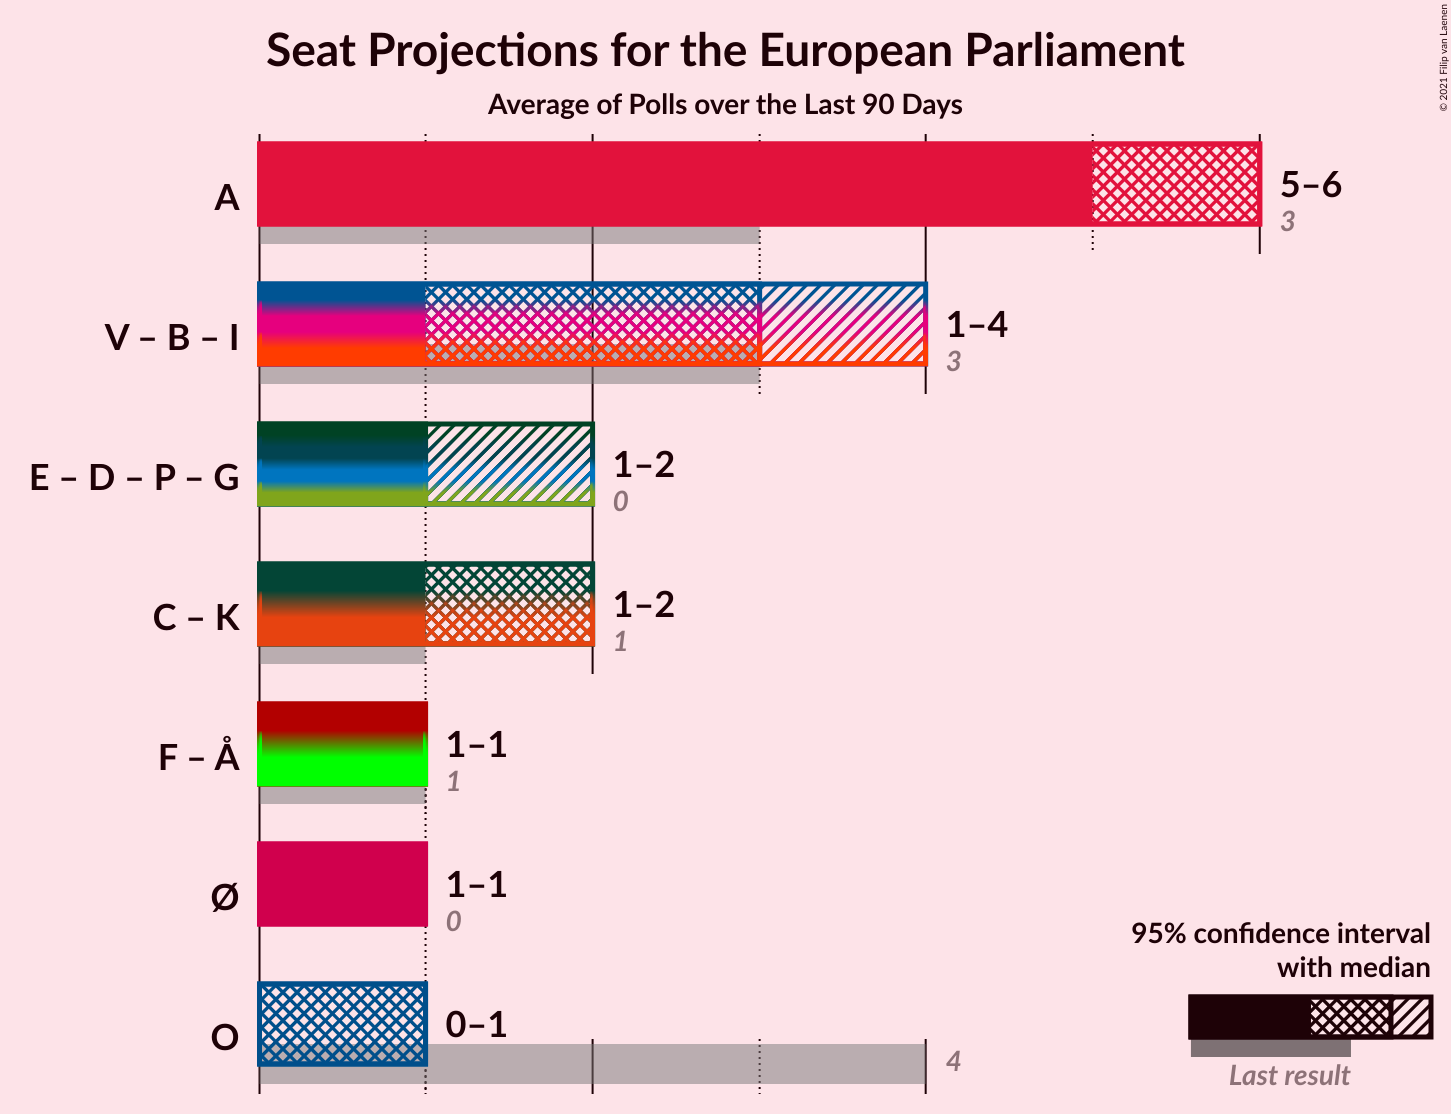 Seat Projections for the European Parliament
Average of Polls over the Last 90 Days
© 2021 Filip van Laenen
A
5–6
3
V – B – I
1–4
3
E – D – P – G
1–2
0
C – K
1–2
1
F – Å
1–1
1
Ø
1–1
0
O
0–1
4
95% confidence interval
with median
Last result